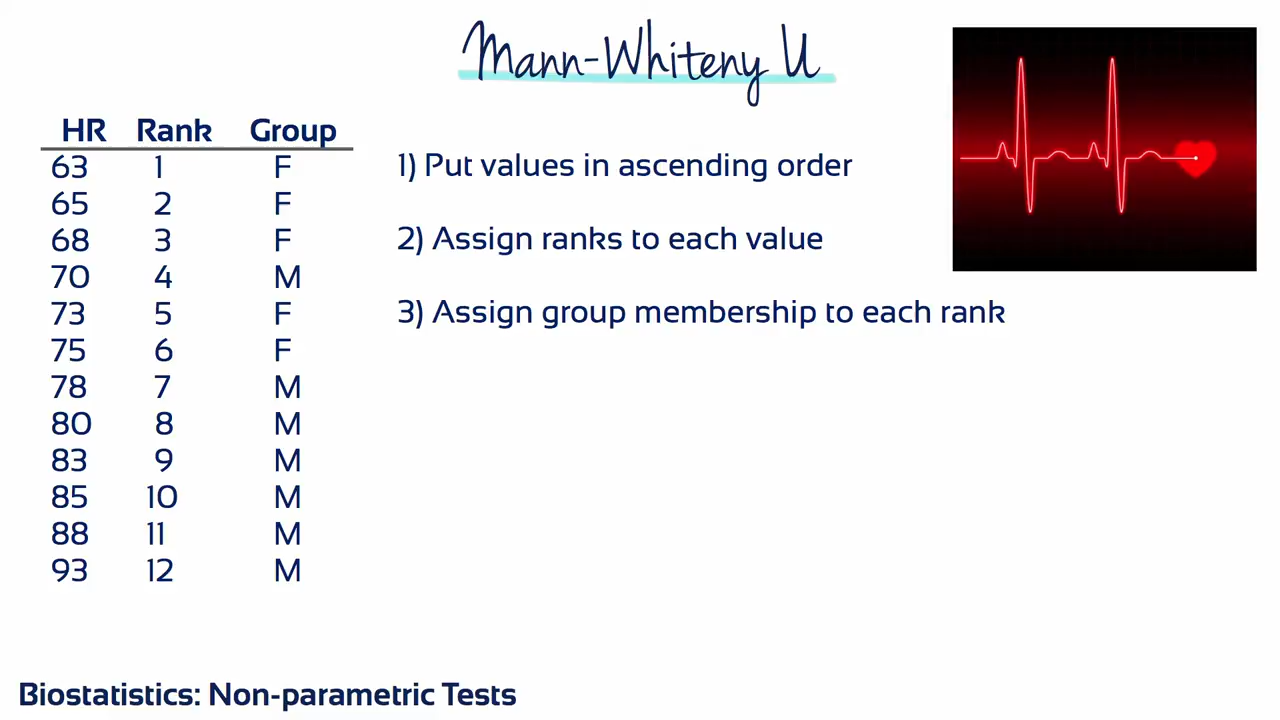 Mann-Whiteny U
HR Rank Group
63 1 F
65 2 F
68 3 F
70 4 M
73 5 F
75 6 F
78 7 M
80 8 M
83 9 M
85 10 M
88 11 M
93 12 M
1) Put values in ascending order
2) Assign ranks to each value
3) Assign group membership to each rank
Biostatistics: Non-parametric Tests